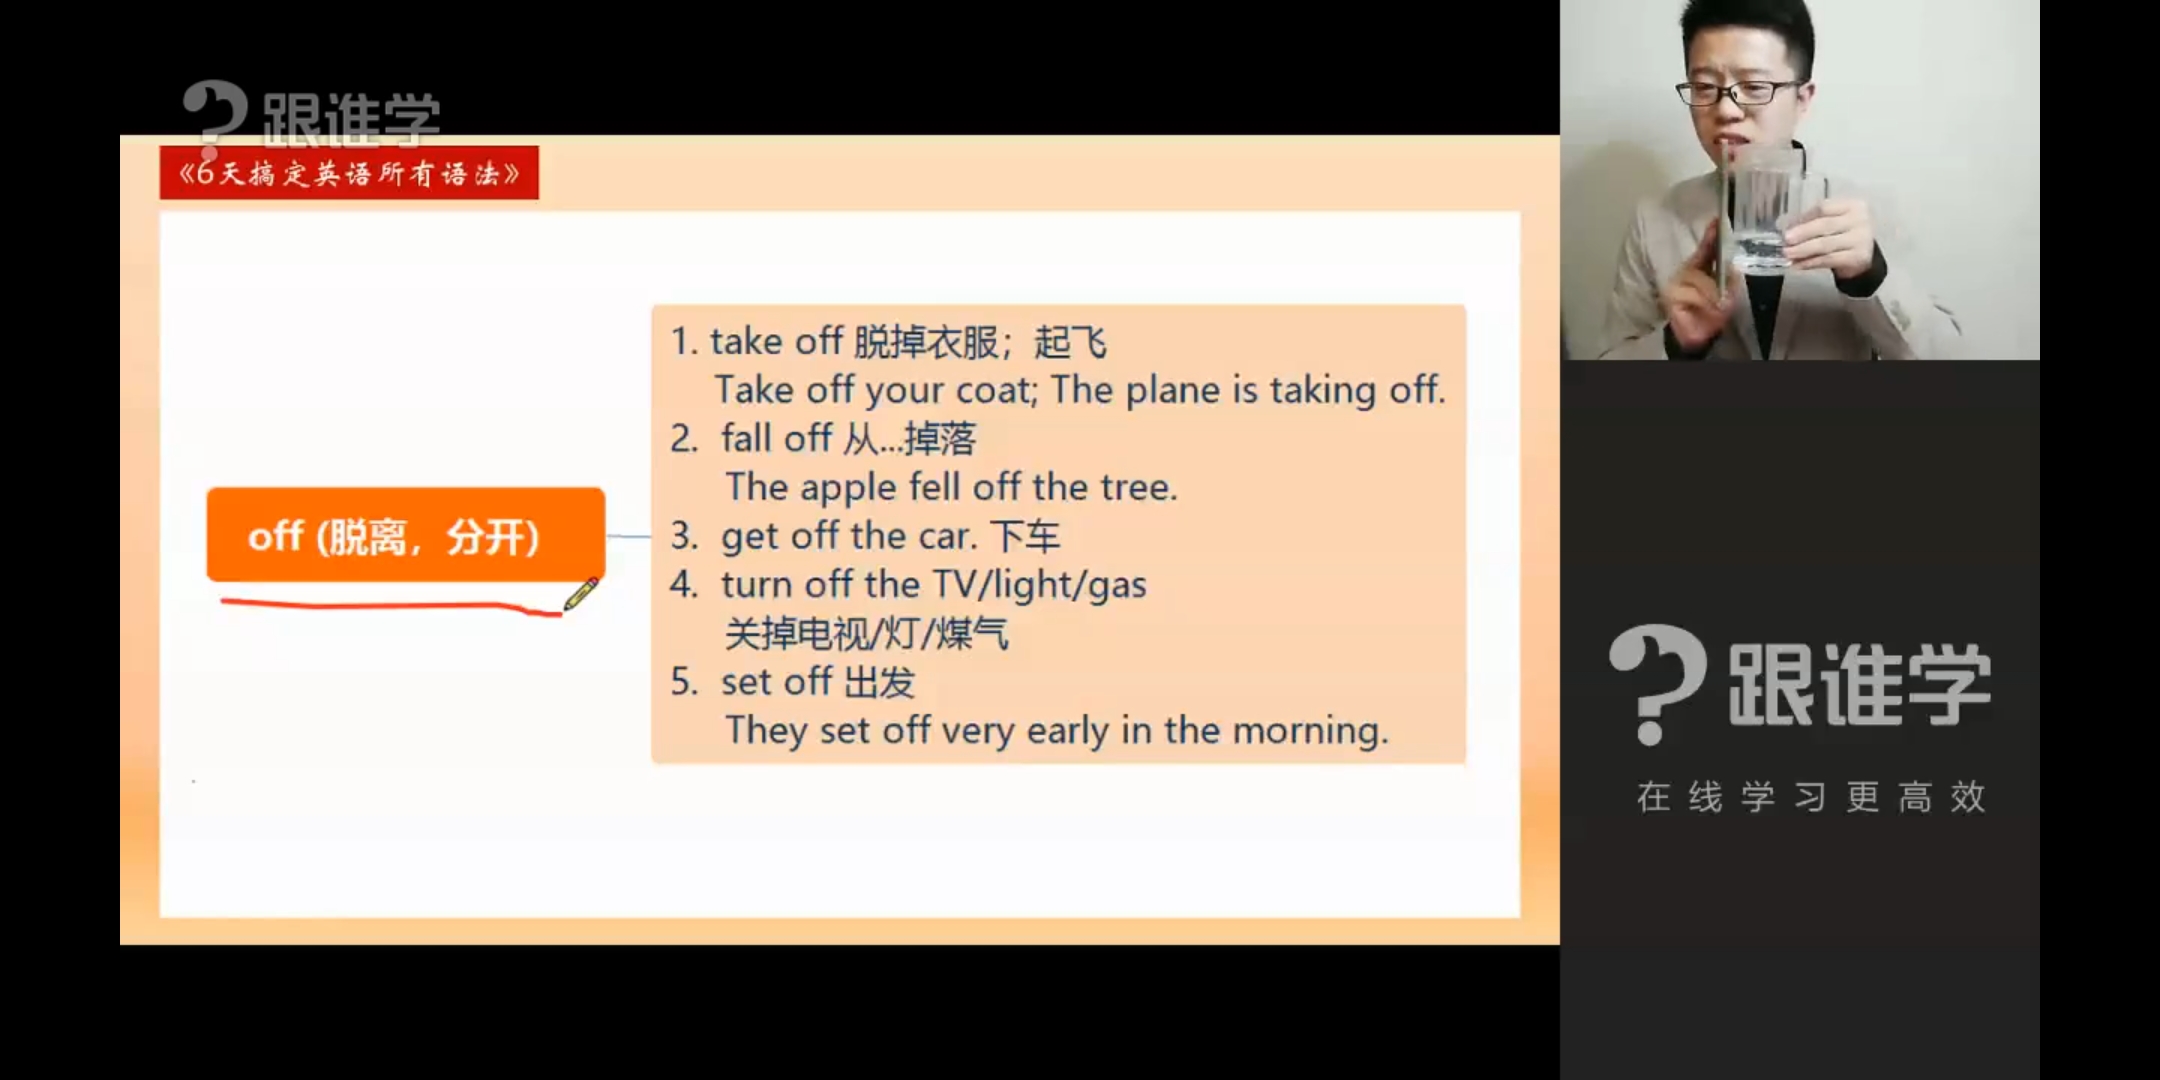 跟谁学
《6天搞定英语所有语法》
off (脱离，分开)
1. take off 脱掉衣服；起飞
Take off your coat; The plane is taking off.
2. fall off 从...掉落
The apple fell off the tree.
3. get off the car. 下车
4. turn off the TV/light/gas
关掉电视/灯/煤气
5. set off 出发
They set off very early in the morning.
跟谁学
在线学习更高效